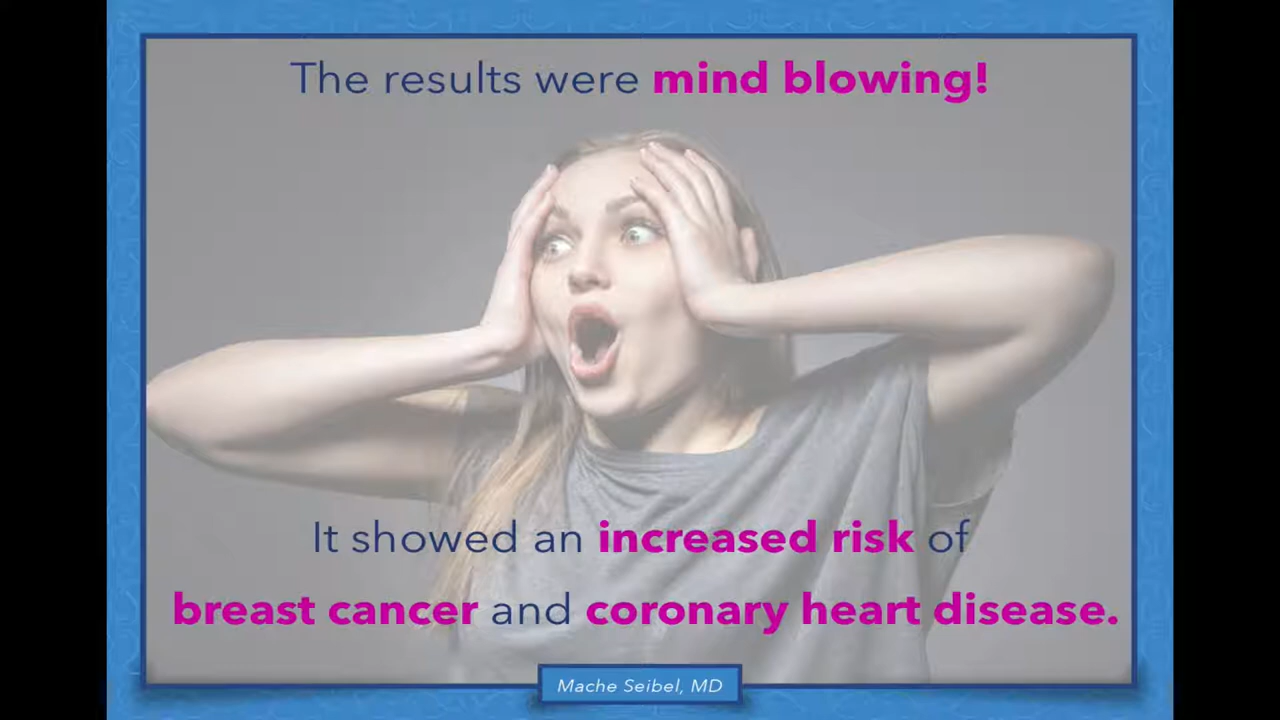 The results were mind blowing!
It showed an increased risk of
breast cancer and coronary heart disease.
Mache Seibel, MD